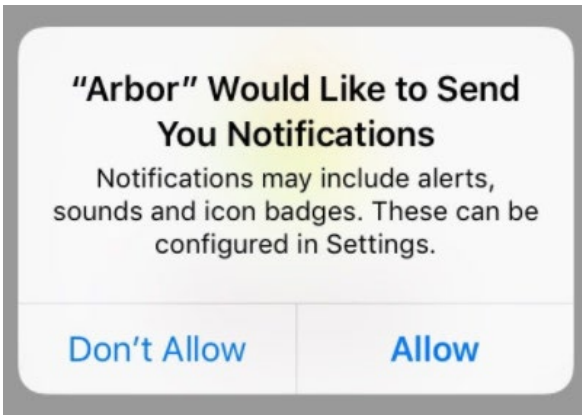 “Arbor” Would Like to Send
You Notifications
Notifications may include alerts,
sounds and icon badges. These can be
configured in Settings.
Don’t Allow
Allow